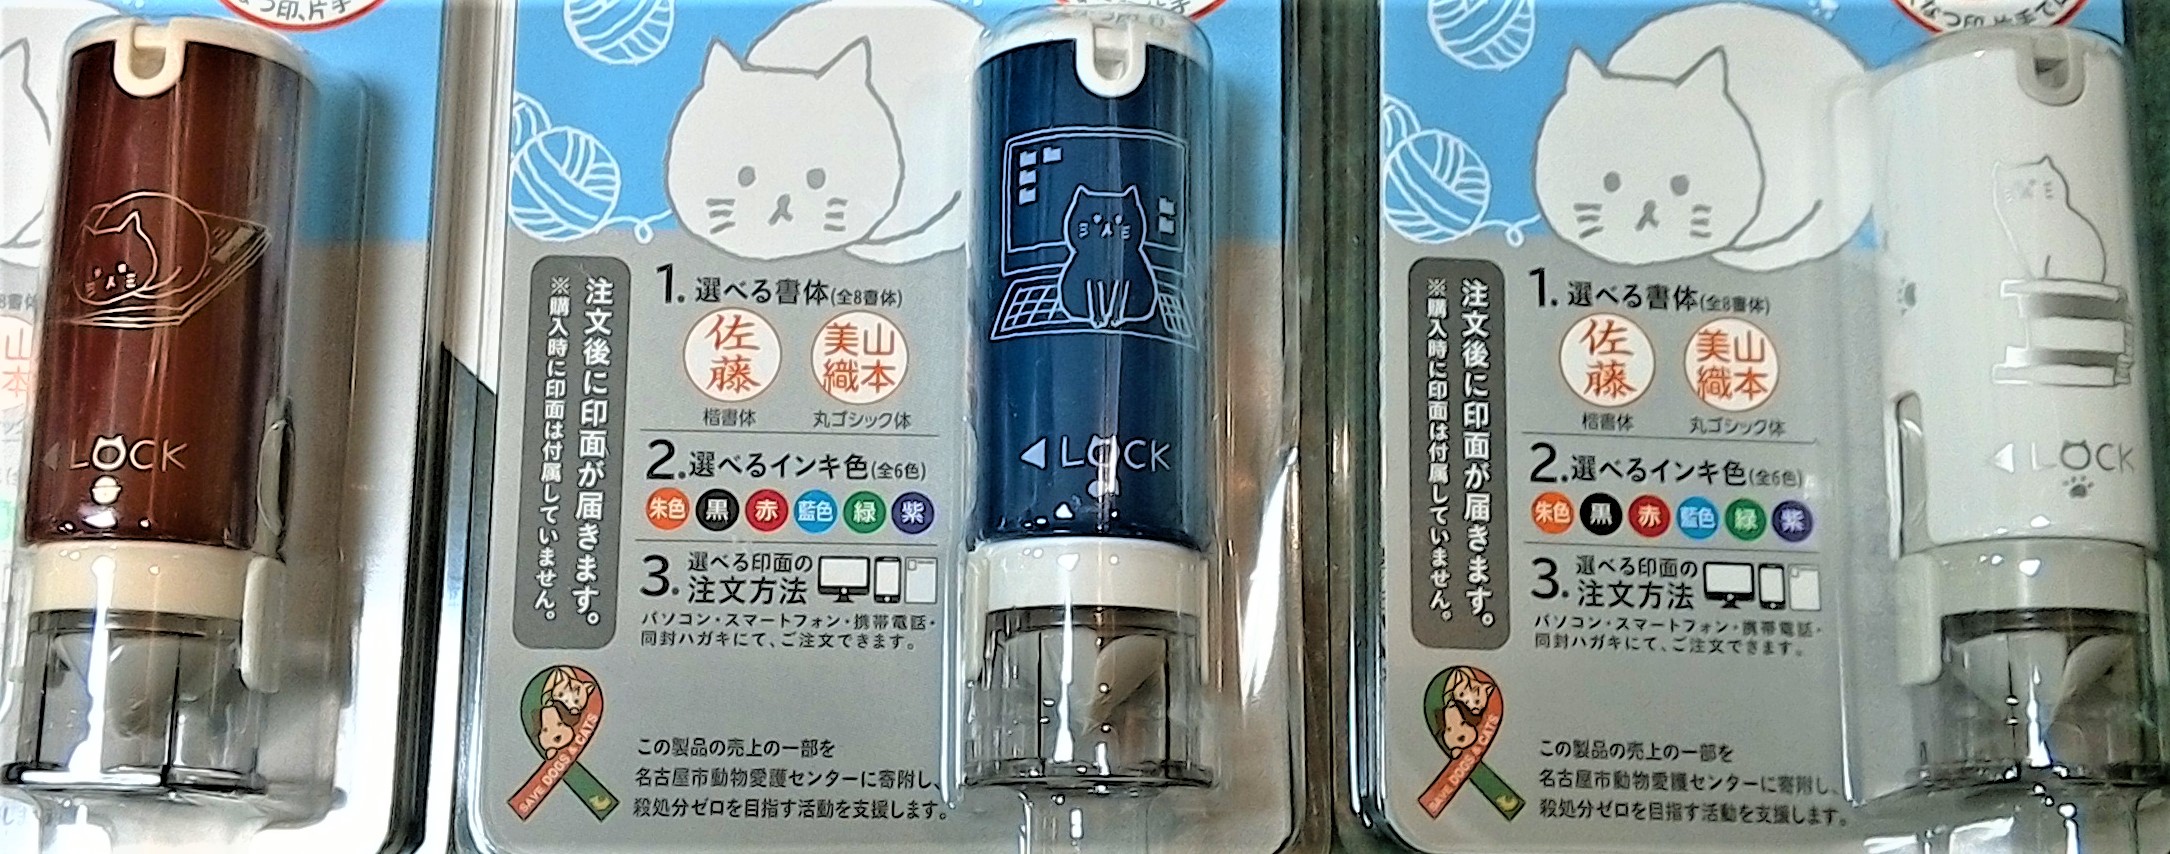 なつ印、片手
LOCK
山
本
注文後に印面が届きます。
※購入時に印面は付属していません。
1.選べる書体(全8書体)
佐藤
美織 山本
楷書体
丸ゴシック体
2.選べるインキ色(全6色)
朱色 黒 赤 藍色 緑 紫
3.選べる印面の
注文方法
パソコン・スマートフォン・携帯電話・
同封ハガキにて、ご注文できます。
SAVE DOGS & CATS
この製品の売上の一部を
名古屋市動物愛護センターに寄附し、
殺処分ゼロを目指す活動を支援します。
LOCK
なつ印、片手で
注文後に印面が届きます。
※購入時に印面は付属していません。
1.選べる書体(全8書体)
佐藤
美織 山本
楷書体
丸ゴシック体
2.選べるインキ色(全6色)
朱色 黒 赤 藍色 緑 紫
3.選べる印面の
注文方法
パソコン・スマートフォン・携帯電話・
同封ハガキにて、ご注文できます。
SAVE DOGS & CATS
この製品の売上の一部を
名古屋市動物愛護センターに寄附し、
殺処分ゼロを目指す活動を支援します。
LOCK